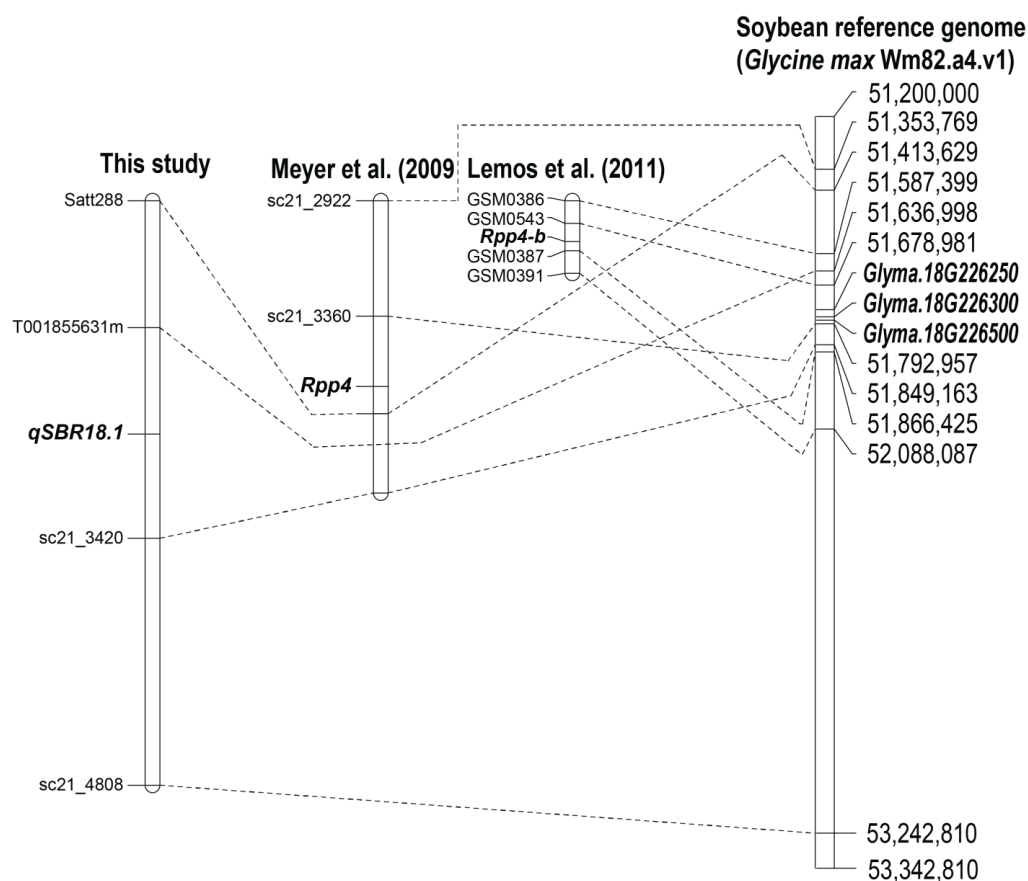 Soybean reference genome
(Glycine max Wm82.a4.v1)
51,200,000
51,353,769
51,413,629
51,587,399
51,636,998
51,678,981
Glyma.18G226250
Glyma.18G226300
Glyma.18G226500
51,792,957
51,849,163
51,866,425
52,088,087
53,242,810
53,342,810
This study
Satt288
T001855631m
qSBR18.1
sc21_3420
sc21_4808
Meyer et al. (2009
sc21_2922
sc21_3360
Rpp4
Lemos et al. (2011)
GSM0386
GSM0543
Rpp4-b
GSM0387
GSM0391